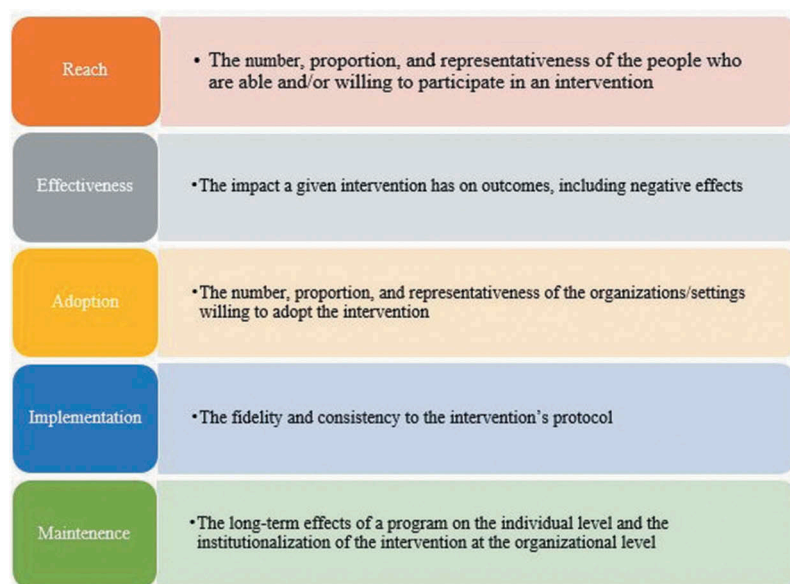 Reach
• The number, proportion, and representativeness of the people who
are able and/or willing to participate in an intervention
Effectiveness
•The impact a given intervention has on outcomes, including negative effects
Adoption
•The number, proportion, and representativeness of the organizations/settings
willing to adopt the intervention
Implementation
•The fidelity and consistency to the intervention's protocol
Maintenence
•The long-term effects of a program on the individual level and the
institutionalization of the intervention at the organizational level